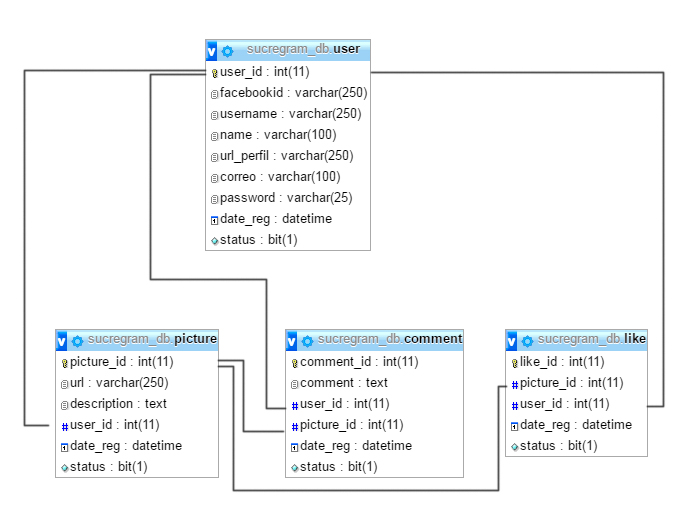 sucregram_db.user
user_id : int(11)
facebookid : varchar(250)
username : varchar(250)
name : varchar(100)
url_perfil : varchar(250)
correo : varchar(100)
password : varchar(25)
date_reg : datetime
status : bit(1)
sucregram_db.picture
picture_id : int(11)
url : varchar(250)
description : text
user_id : int(11)
date_reg : datetime
status : bit(1)
sucregram_db.comment
comment_id : int(11)
comment : text
user_id : int(11)
picture_id : int(11)
date_reg : datetime
status : bit(1)
sucregram_db.like
like_id : int(11)
picture_id : int(11)
user_id : int(11)
date_reg : datetime
status : bit(1)